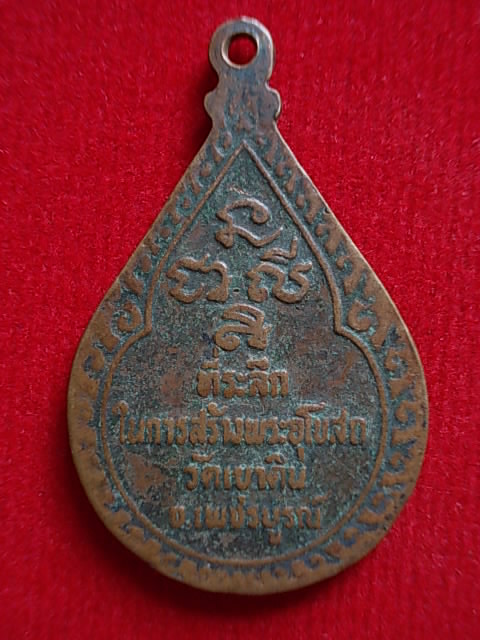 ที่ระลึก
ในการสร้างพระอุโบสถ
วัดเขาดิน
จ.เพชรบูรณ์